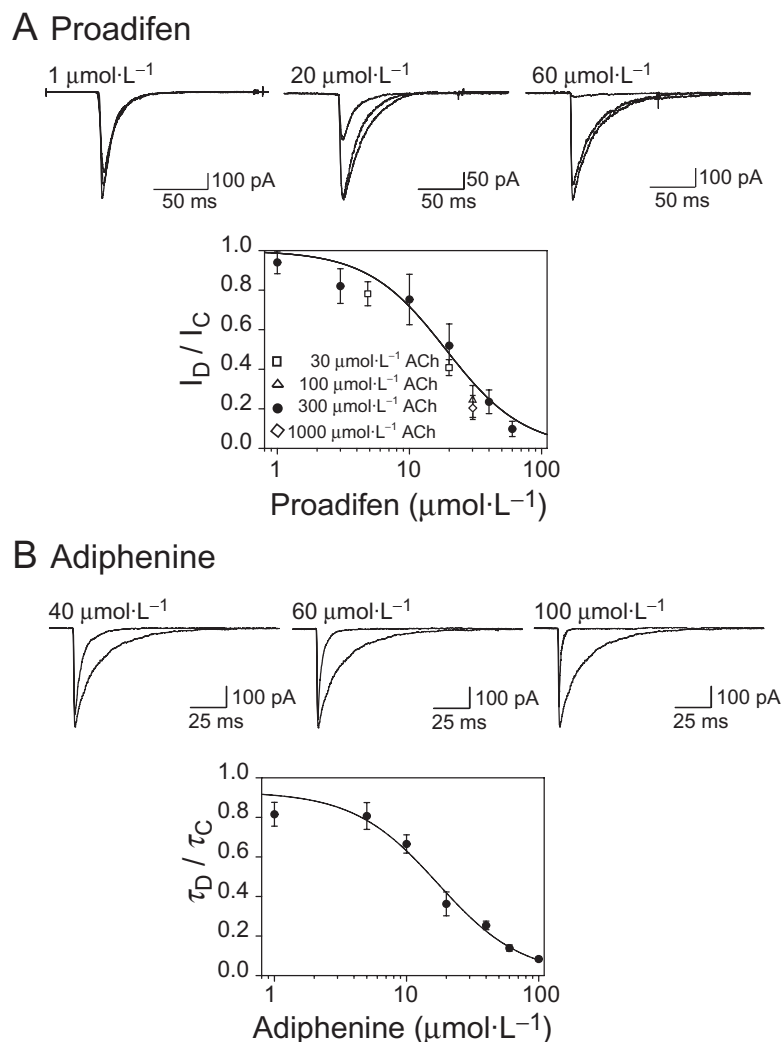 A Proadifen
1 μmol·L⁻¹
20 μmol·L⁻¹
60 μmol·L⁻¹
100 pA
50 ms
50 pA
50 ms
100 pA
50 ms
1.0
0.8
0.6
0.4
0.2
0.0
I_D / I_C
30 μmol·L⁻¹ ACh
100 μmol·L⁻¹ ACh
300 μmol·L⁻¹ ACh
1000 μmol·L⁻¹ ACh
1 10 100
Proadifen (μmol·L⁻¹)
B Adiphenine
40 μmol·L⁻¹
60 μmol·L⁻¹
100 μmol·L⁻¹
100 pA
25 ms
100 pA
25 ms
100 pA
25 ms
1.0
0.8
0.6
0.4
0.2
0.0
τ_D / τ_C
1 10 100
Adiphenine (μmol·L⁻¹)